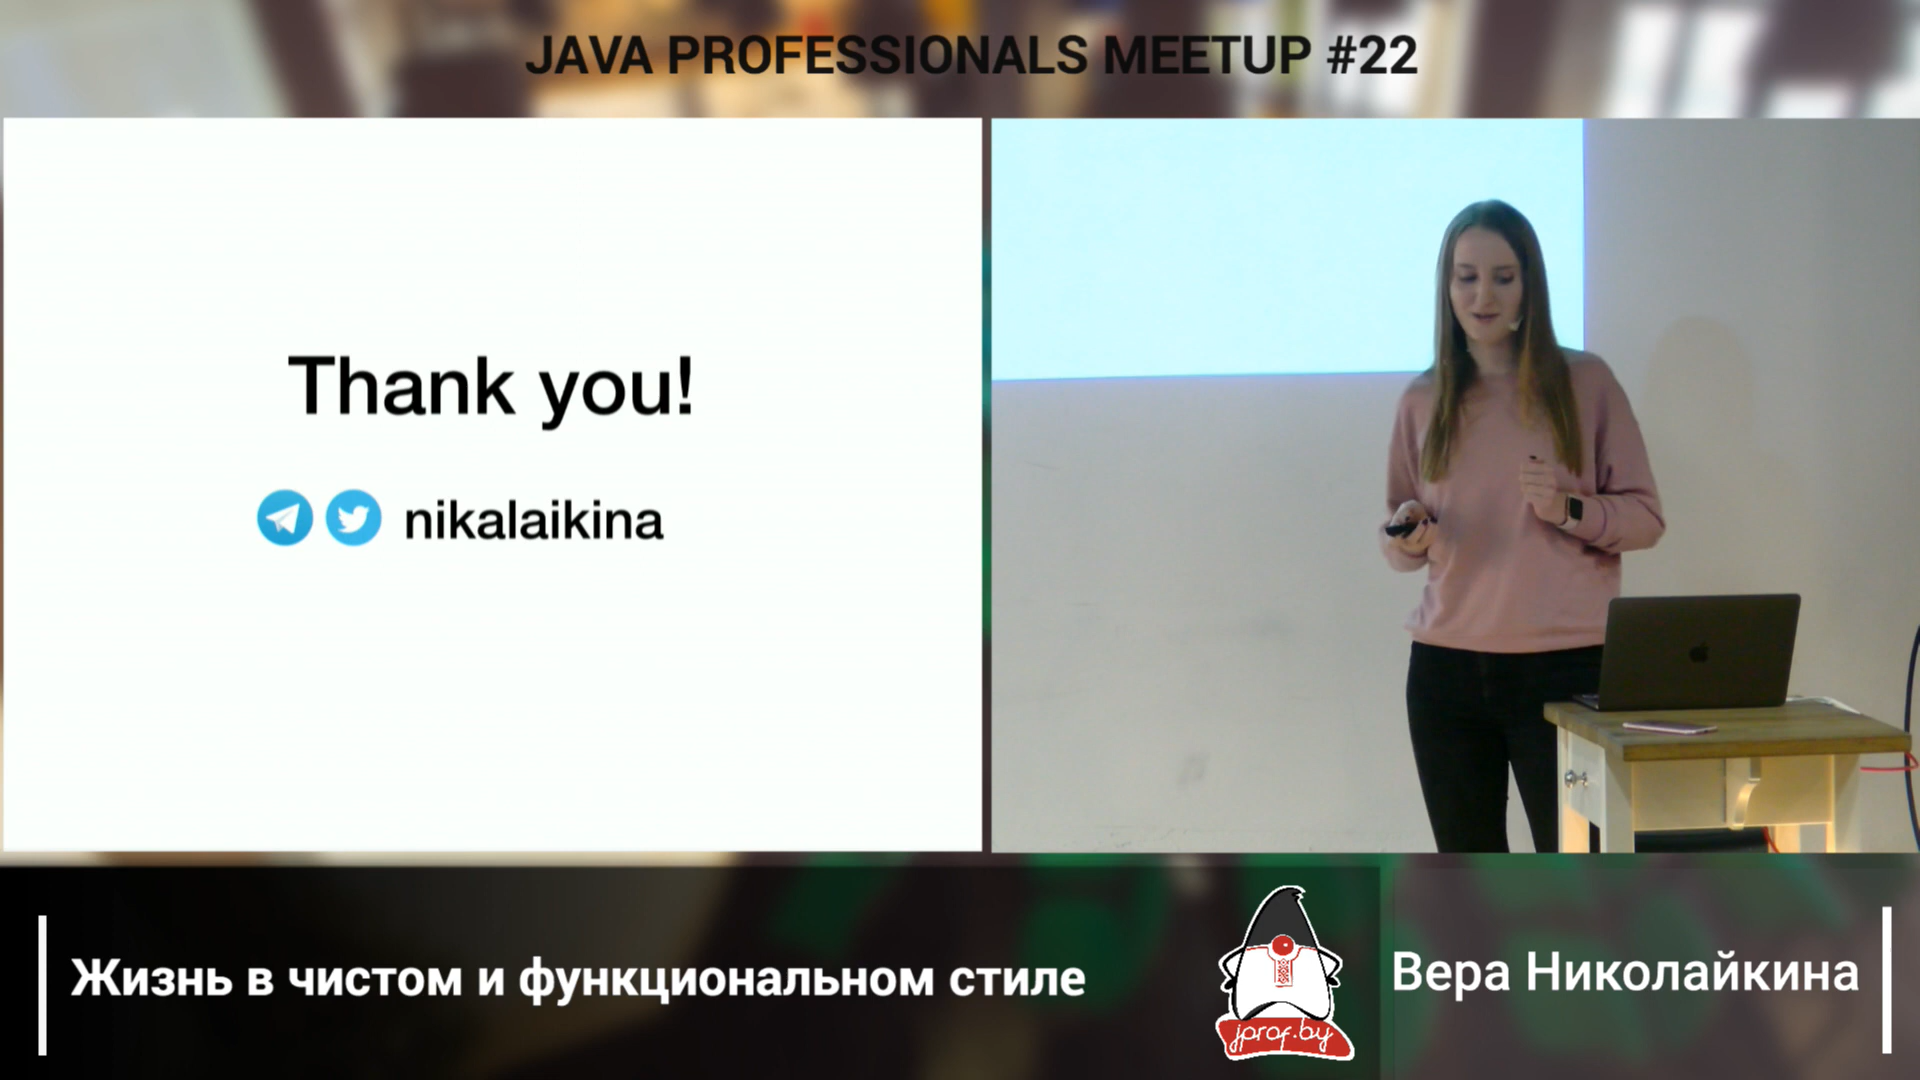 JAVA PROFESSIONALS MEETUP #22
Thank you!
nikalaikina
Жизнь в чистом и функциональном стиле
jprof.by
Вера Николайкина